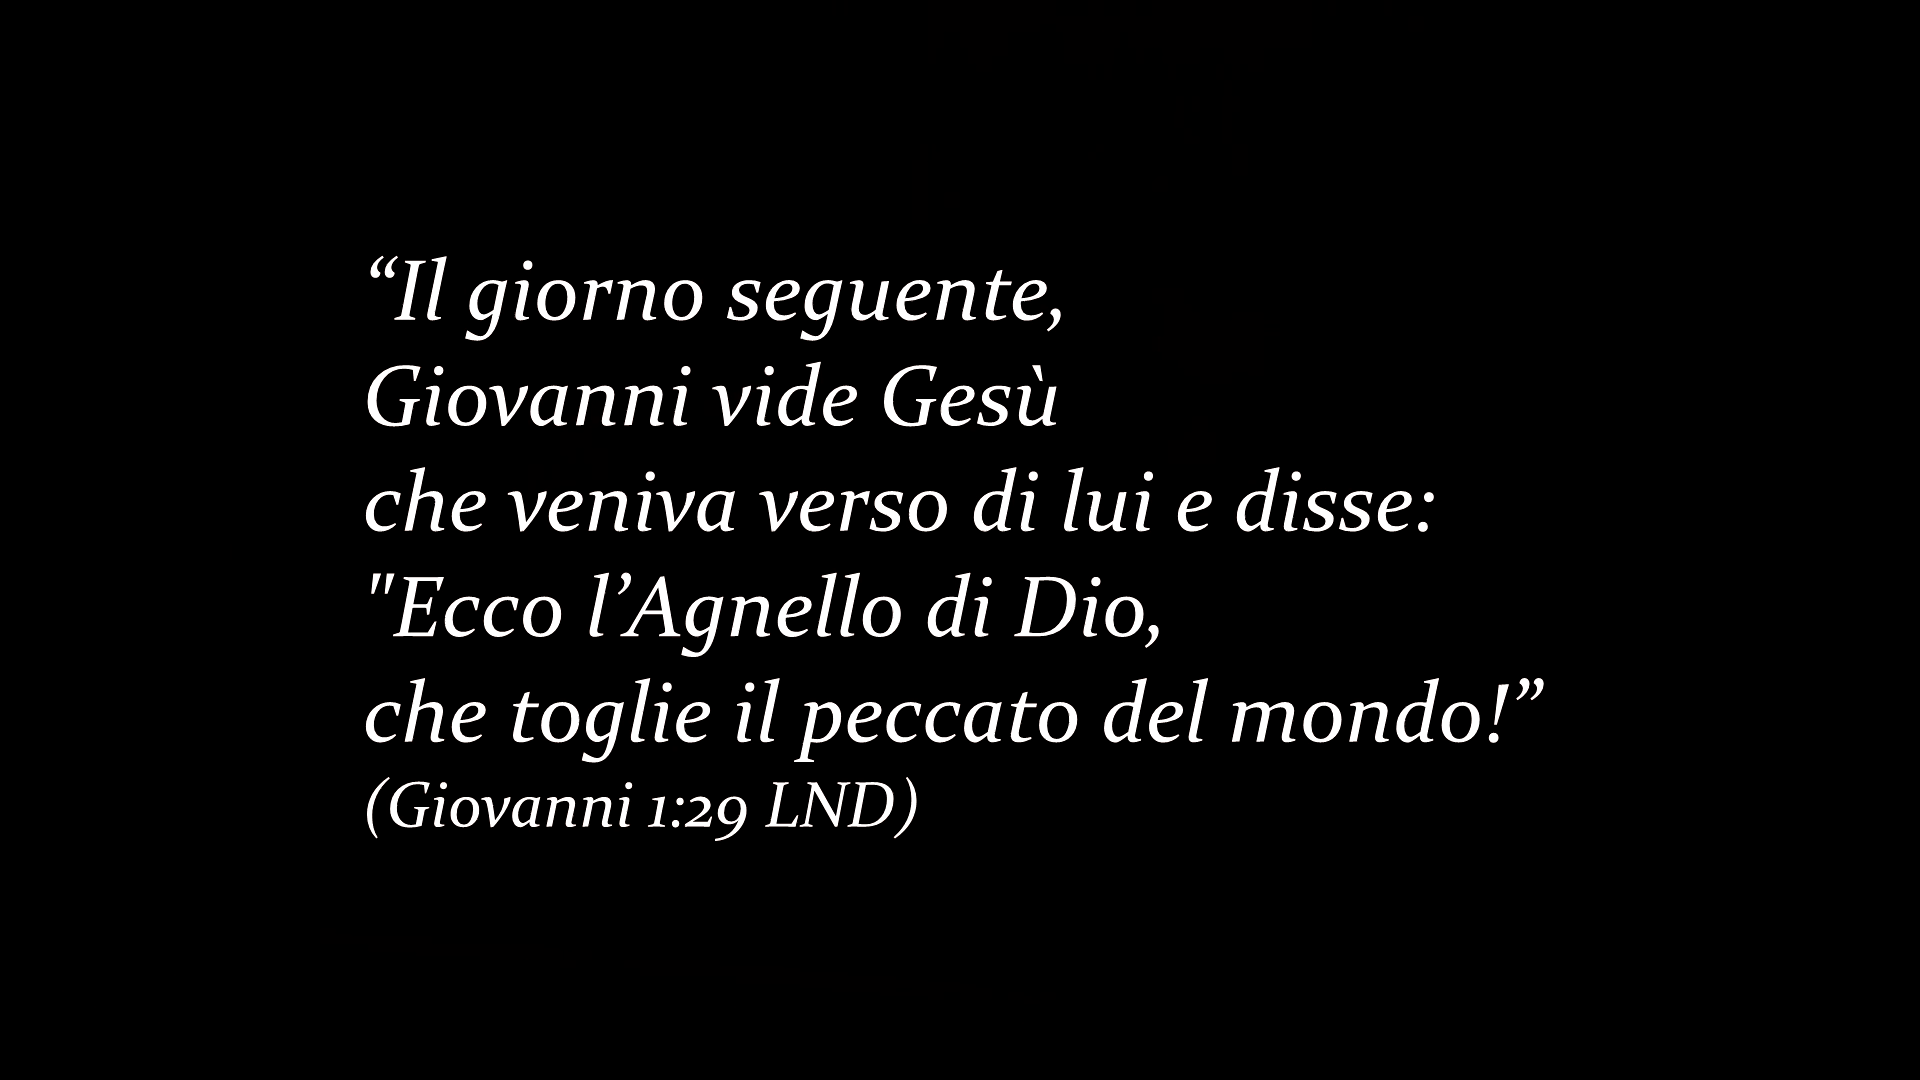 “Il giorno seguente,
Giovanni vide Gesù
che veniva verso di lui e disse:
"Ecco l’Agnello di Dio,
che toglie il peccato del mondo!”
(Giovanni 1:29 LND)